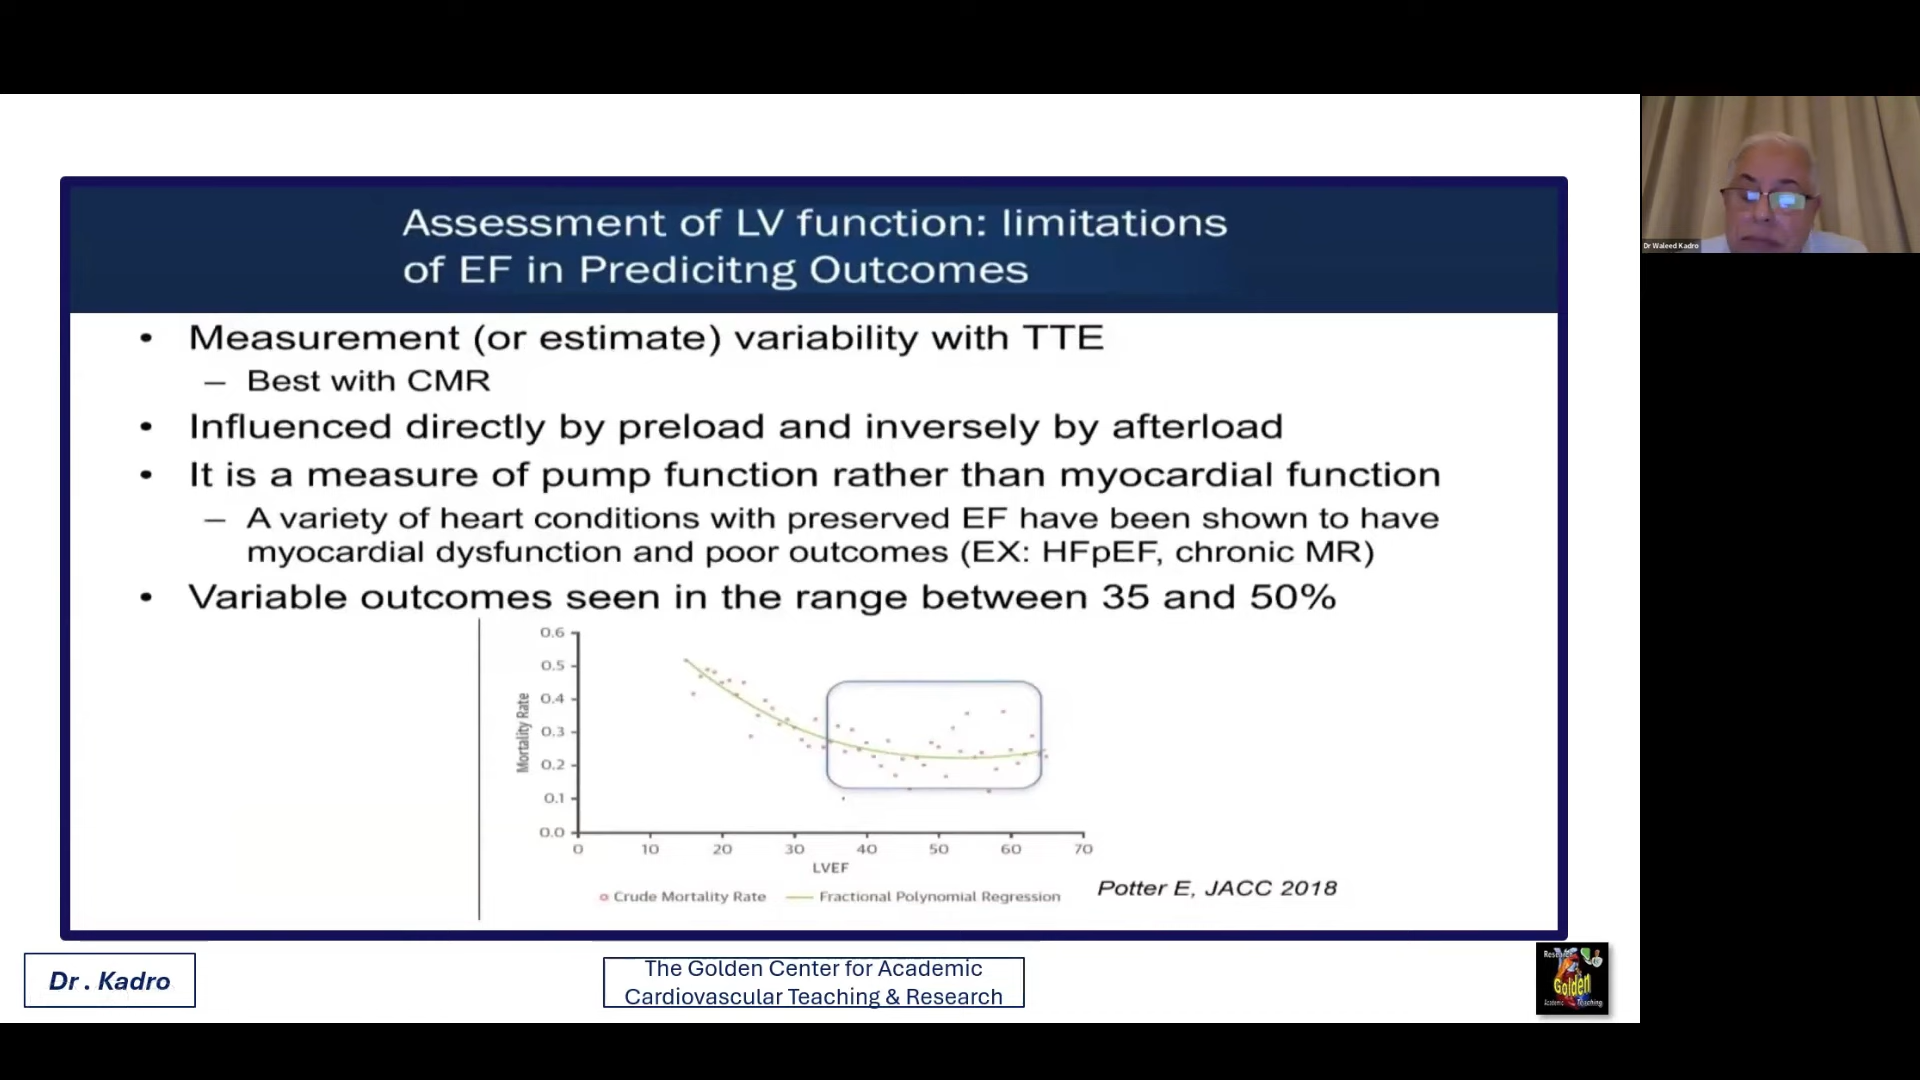 Assessment of LV function: limitations
of EF in Predicitng Outcomes
• Measurement (or estimate) variability with TTE
– Best with CMR
• Influenced directly by preload and inversely by afterload
• It is a measure of pump function rather than myocardial function
– A variety of heart conditions with preserved EF have been shown to have
myocardial dysfunction and poor outcomes (EX: HFpEF, chronic MR)
• Variable outcomes seen in the range between 35 and 50%
0.6
0.5
0.4
0.3
0.2
0.1
0.0
Mortality Rate
0 10 20 30 40 50 60 70
LVEF
Crude Mortality Rate Fractional Polynomial Regression
Potter E, JACC 2018
Dr . Kadro
The Golden Center for Academic
Cardiovascular Teaching & Research
Golden
Academic Teaching
Dr Waleed Kadro